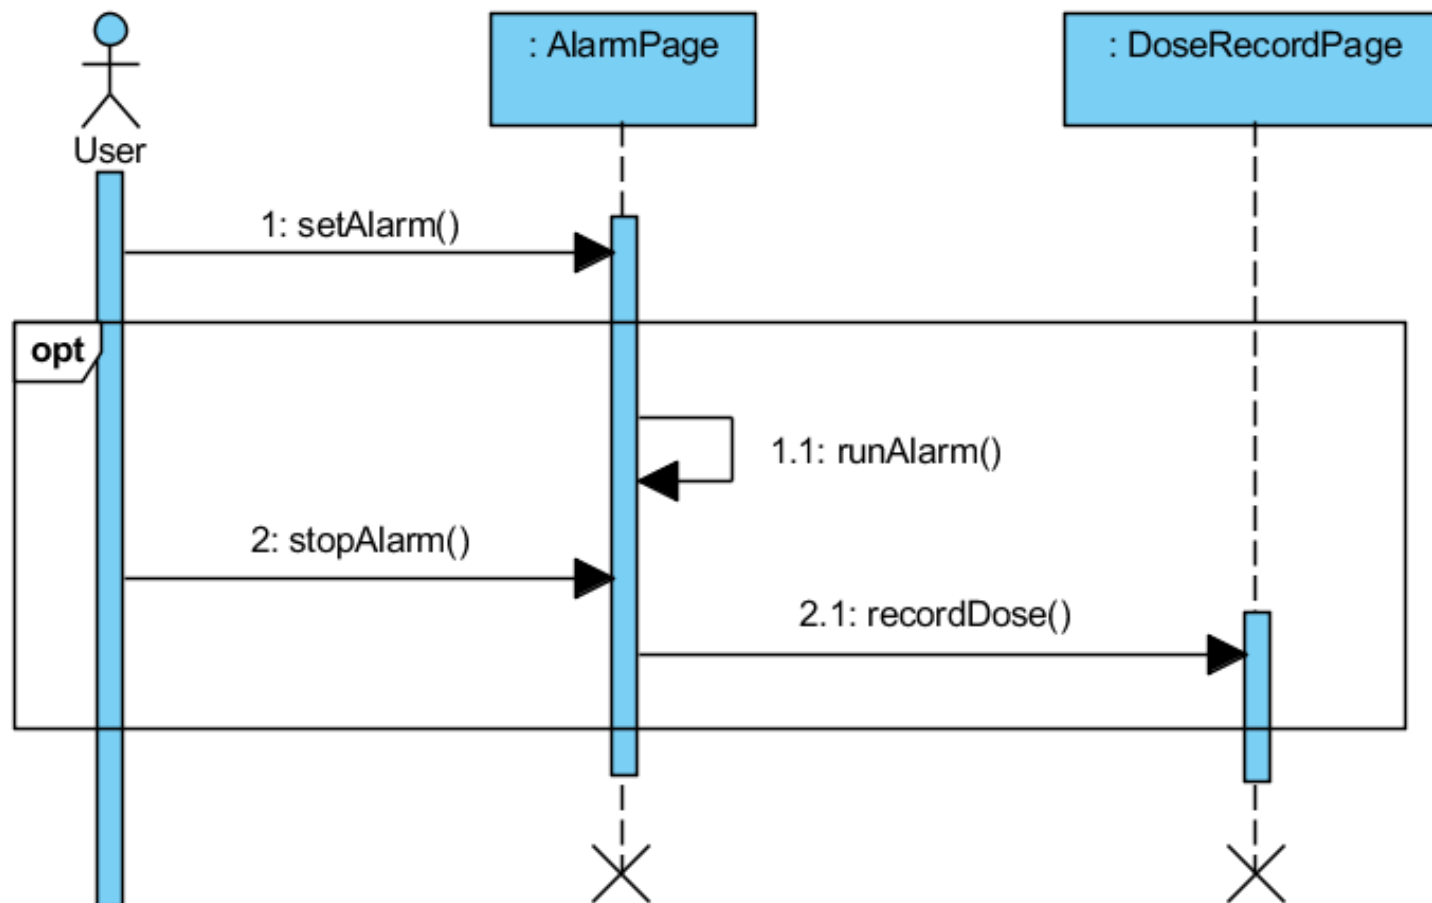 : AlarmPage
: DoseRecordPage
User
1: setAlarm()
opt
1.1: runAlarm()
2: stopAlarm()
2.1: recordDose()